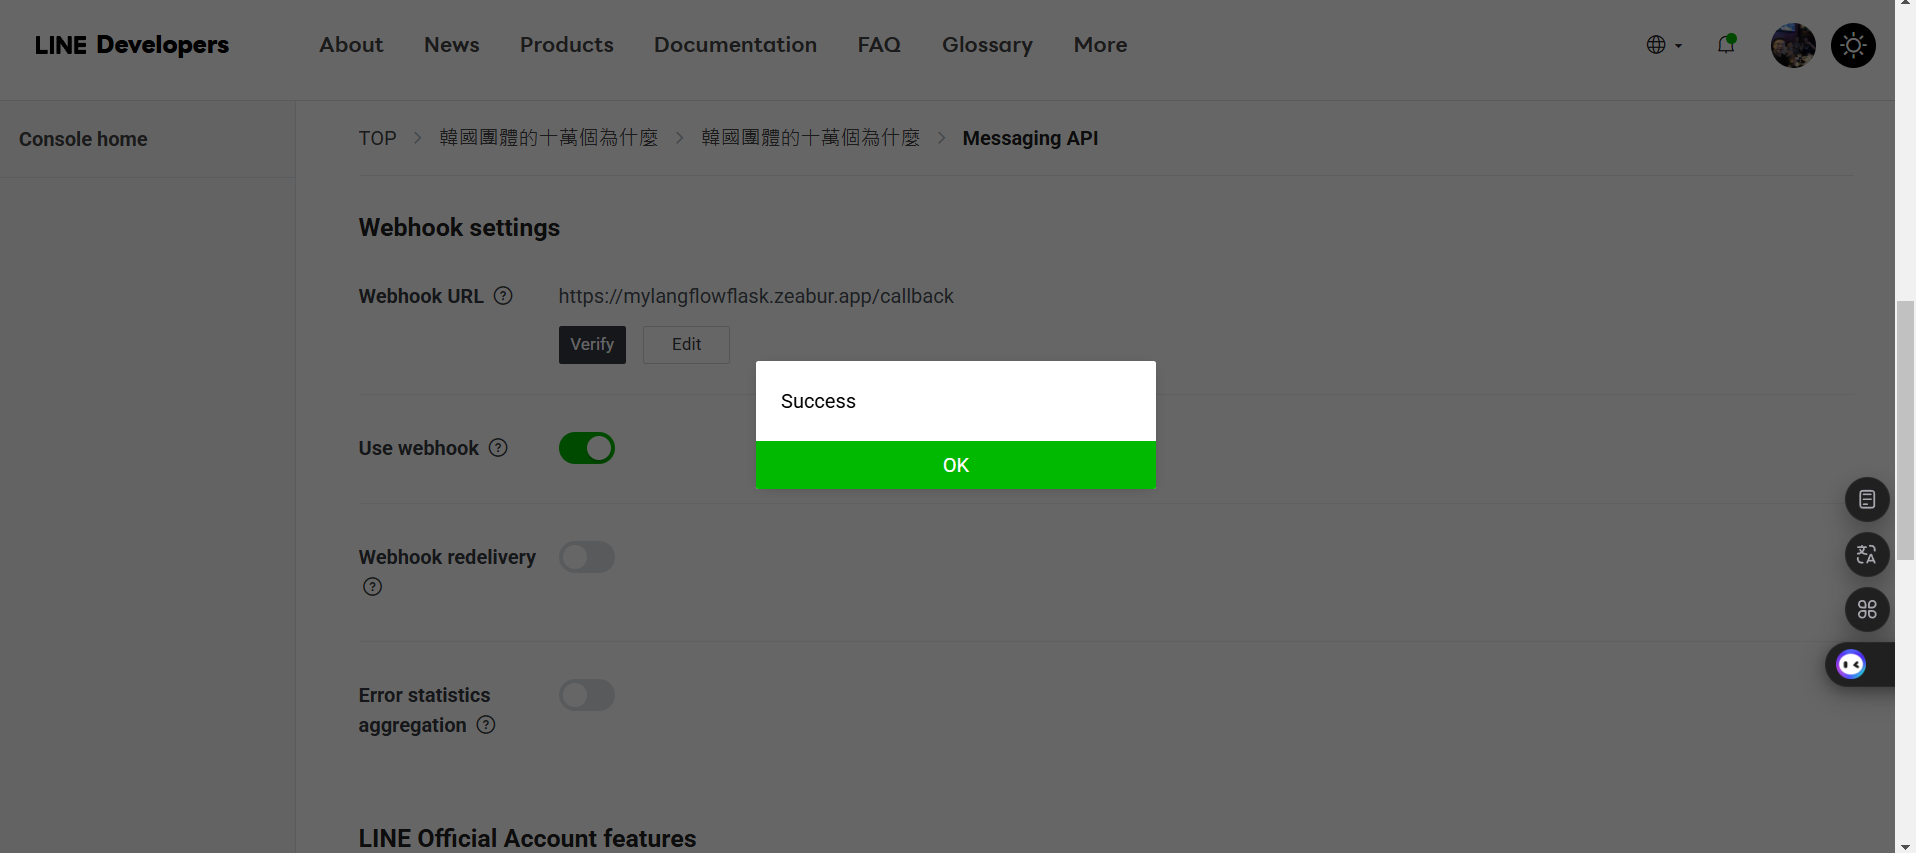 LINE Developers
About News Products Documentation FAQ Glossary More
Console home
TOP > 韓國團體的十萬個為什麼 > 韓國團體的十萬個為什麼 > Messaging API
Webhook settings
Webhook URL ?
https://mylangflowflask.zeabur.app/callback
Verify
Edit
Success
OK
Use webhook ?
Webhook redelivery
?
Error statistics
aggregation ?
LINE Official Account features